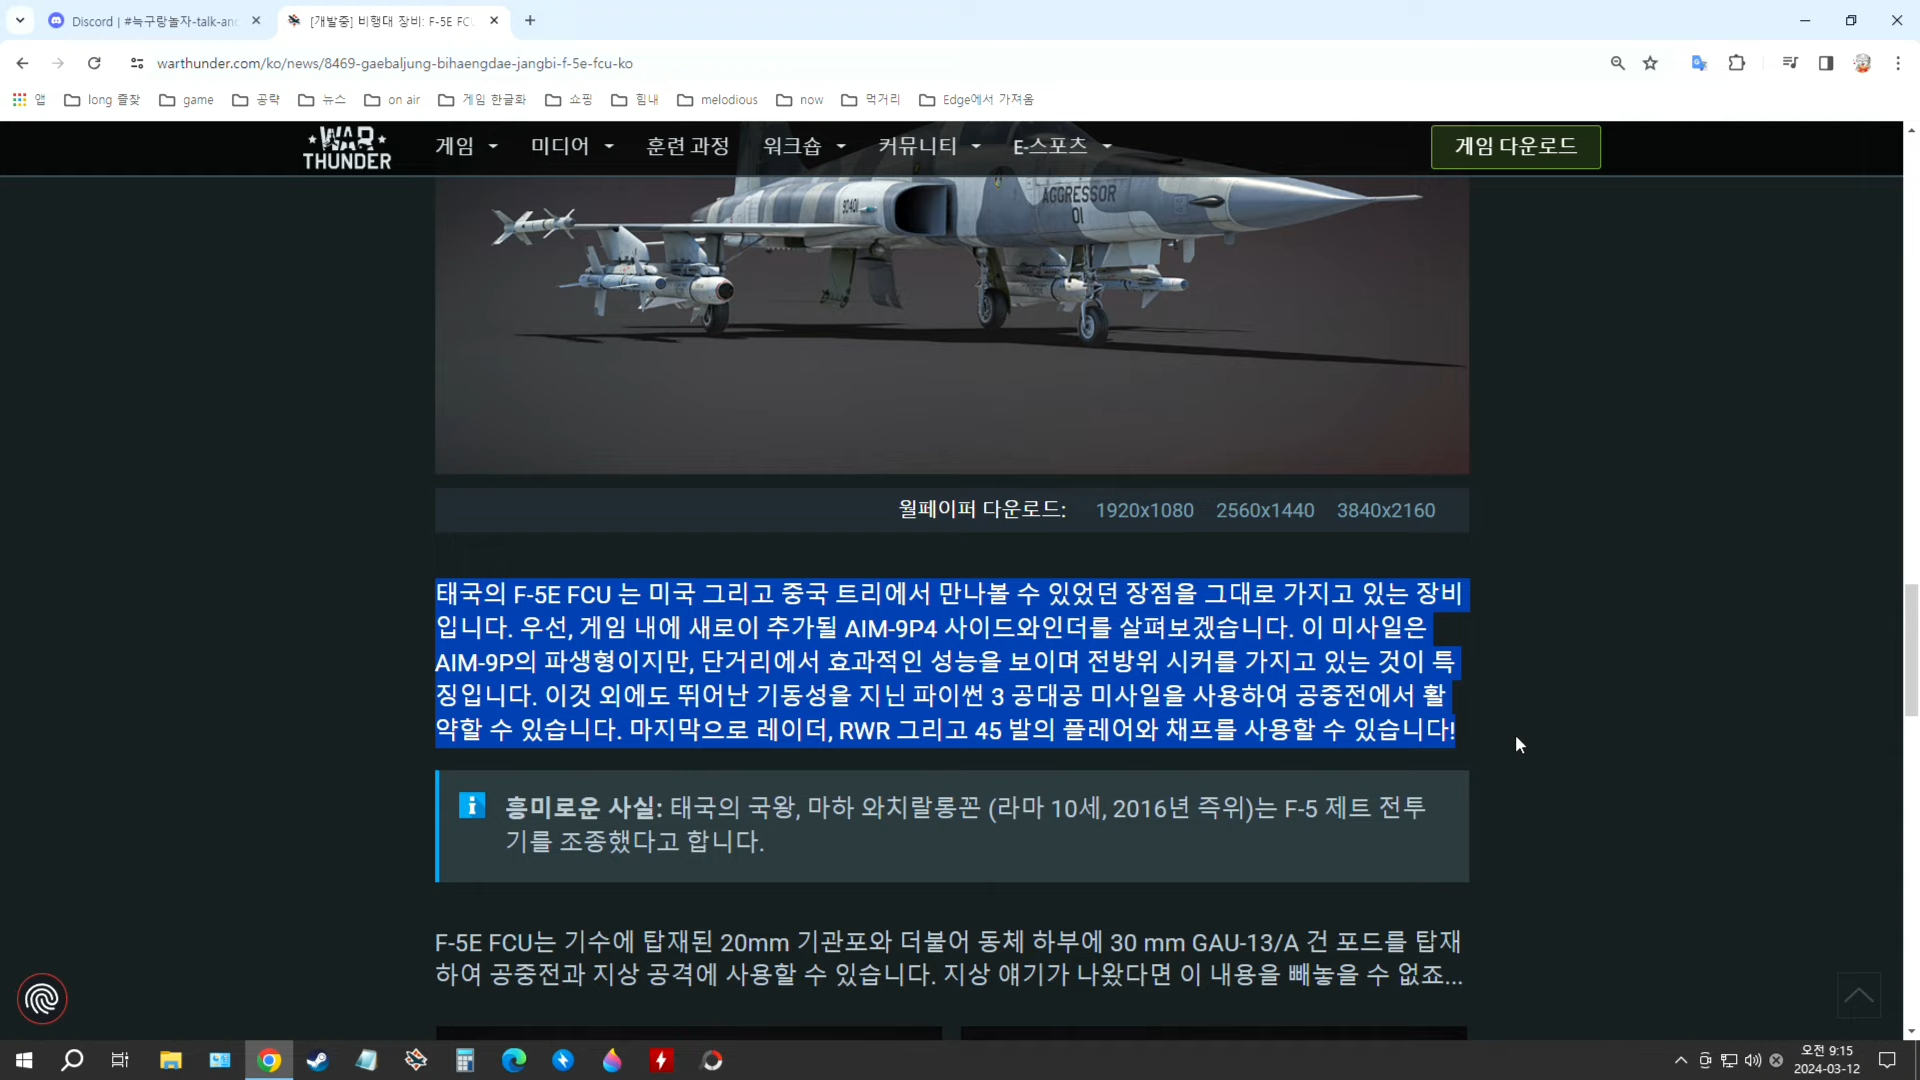 Discord | #늑구랑놀자-talk-and
[개발중] 비행대 장비: F-5E FCU
warthunder.com/ko/news/8469-gaebaljung-bihaengdae-jangbi-f-5e-fcu-ko
앱 long 즐찾 game 공략 뉴스 on air 게임 한글화 쇼핑 힘내 melodious now 먹거리 Edge에서 가져옴
WAR THUNDER
게임 미디어 훈련 과정 워크숍 커뮤니티 E-스포츠 게임 다운로드
AGGRESSOR
01
월페이퍼 다운로드: 1920x1080 2560x1440 3840x2160
태국의 F-5E FCU 는 미국 그리고 중국 트리에서 만나볼 수 있었던 장점을 그대로 가지고 있는 장비
입니다. 우선, 게임 내에 새로이 추가될 AIM-9P4 사이드와인더를 살펴보겠습니다. 이 미사일은
AIM-9P의 파생형이지만, 단거리에서 효과적인 성능을 보이며 전방위 시커를 가지고 있는 것이 특
징입니다. 이것 외에도 뛰어난 기동성을 지닌 파이썬 3 공대공 미사일을 사용하여 공중전에서 활
약할 수 있습니다. 마지막으로 레이더, RWR 그리고 45 발의 플레어와 채프를 사용할 수 있습니다!
흥미로운 사실: 태국의 국왕, 마하 와치랄롱꼰 (라마 10세, 2016년 즉위)는 F-5 제트 전투
기를 조종했다고 합니다.
F-5E FCU는 기수에 탑재된 20mm 기관포와 더불어 동체 하부에 30 mm GAU-13/A 건 포드를 탑재
하여 공중전과 지상 공격에 사용할 수 있습니다. 지상 얘기가 나왔다면 이 내용을 빼놓을 수 없죠...
오전 9:15
2024-03-12